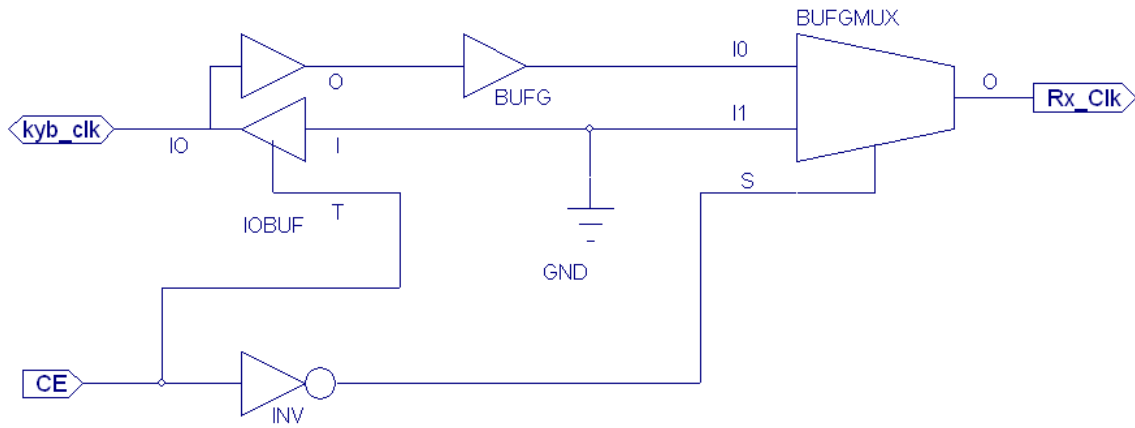 BUFGMUX
I0
O
O
BUFG
Rx_Clk
I1
kyb_clk
IO
I
S
T
IOBUF
GND
CE
INV